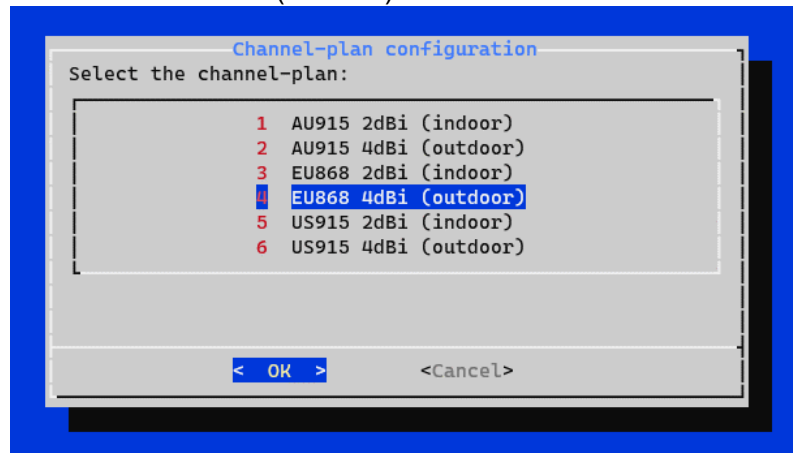 Channel-plan configuration
Select the channel-plan:
1 AU915 2dBi (indoor)
2 AU915 4dBi (outdoor)
3 EU868 2dBi (indoor)
4 EU868 4dBi (outdoor)
5 US915 2dBi (indoor)
6 US915 4dBi (outdoor)
< OK > <Cancel>